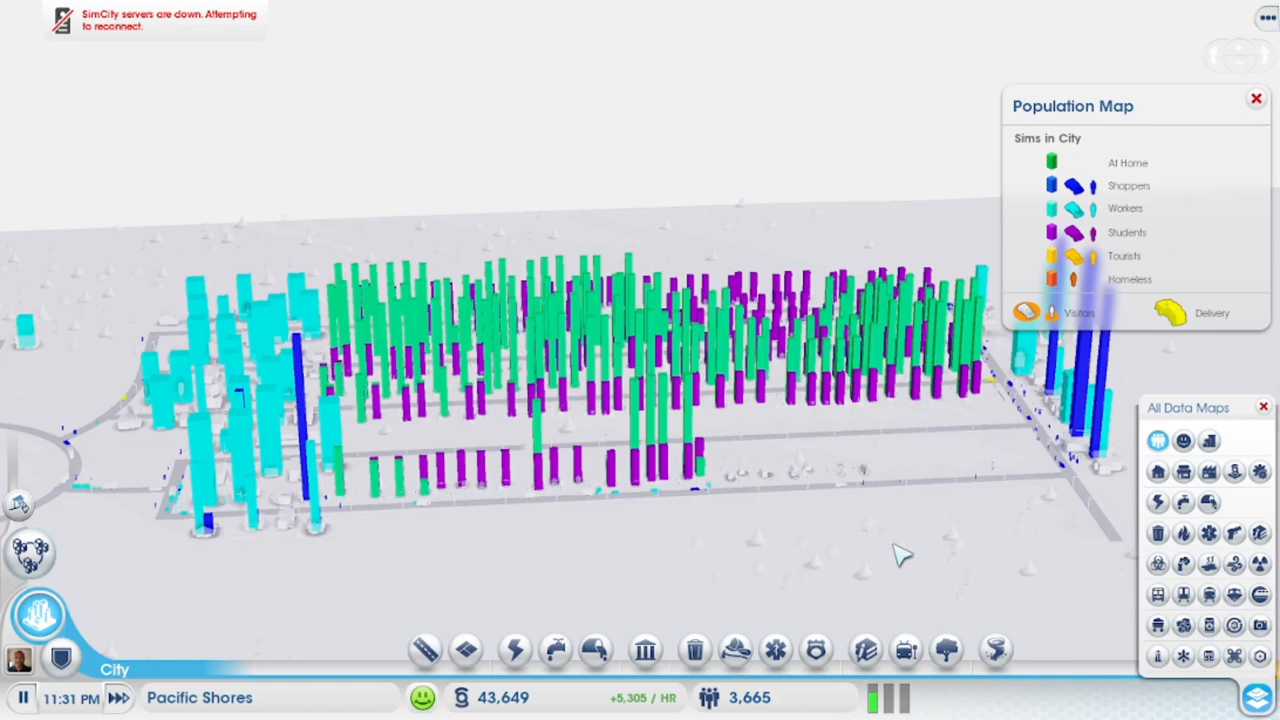 SimCity servers are down. Attempting
to reconnect.
Population Map
Sims in City
At Home
Shoppers
Workers
Students
Tourists
Homeless
Visitors
Delivery
All Data Maps
City
11:31 PM
Pacific Shores
43,649
+5,305 / HR
3,665